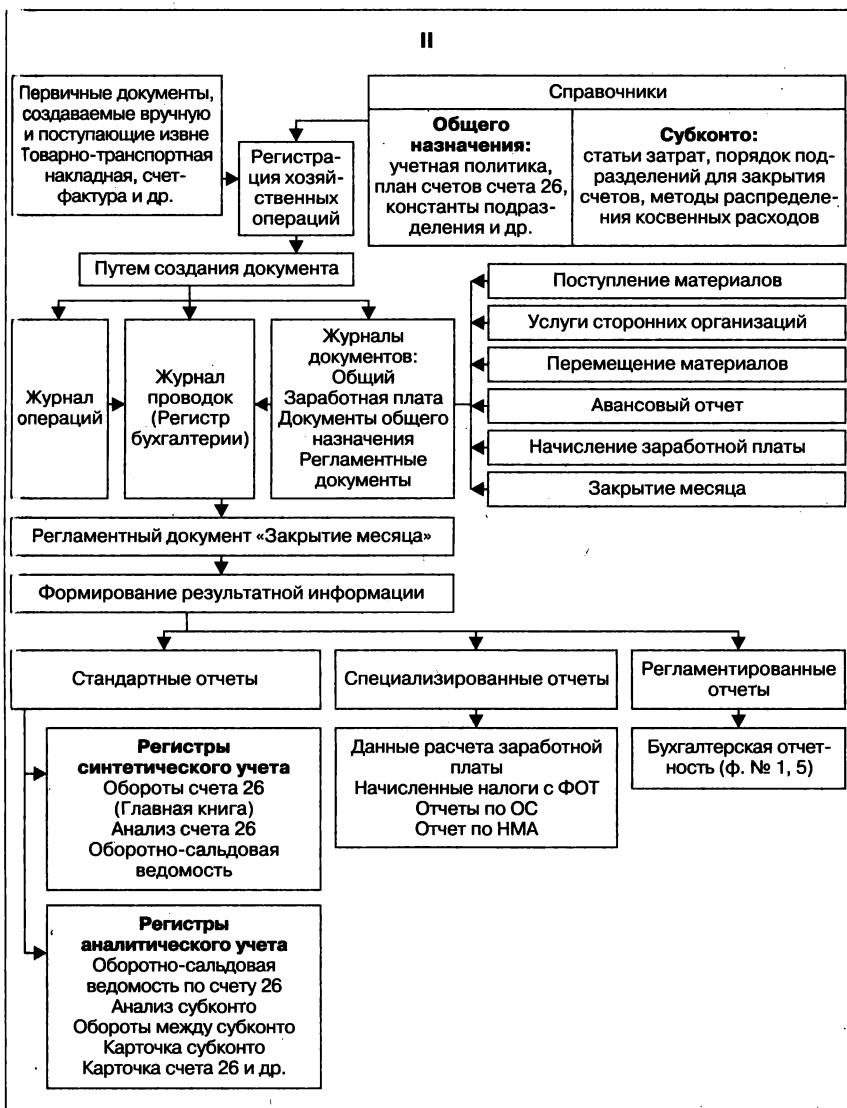 II
Первичные документы,
создаваемые вручную
и поступающие извне
Товарно-транспортная
накладная, счет-
фактура и др.
Регистра-
ция хозяй-
ственных
операций
Справочники
Общего
назначения:
учетная политика,
план счетов счета 26,
константы подраз-
деления и др.
Субконто:
статьи затрат, порядок под-
разделений для закрытия
счетов, методы распределе-
ния косвенных расходов
Путем создания документа
Журнал
операций
Журнал
проводок
(Регистр
бухгалтерии)
Журналы
документов:
Общий
Заработная плата
Документы общего
назначения
Регламентные
документы
Поступление материалов
Услуги сторонних организаций
Перемещение материалов
Авансовый отчет
Начисление заработной платы
Закрытие месяца
Регламентный документ «Закрытие месяца»
Формирование результатной информации
Стандартные отчеты
Специализированные отчеты
Регламентированные
отчеты
Регистры
синтетического учета
Обороты счета 26
(Главная книга)
Анализ счета 26
Оборотно-сальдовая
ведомость
Данные расчета заработной
платы
Начисленные налоги с ФОТ
Отчеты по ОС
Отчет по НМА
Бухгалтерская отчет-
ность (ф. № 1, 5)
Регистры
аналитического учета
Оборотно-сальдовая
ведомость по счету 26
Анализ субконто
Обороты между субконто
Карточка субконто
Карточка счета 26 и др.